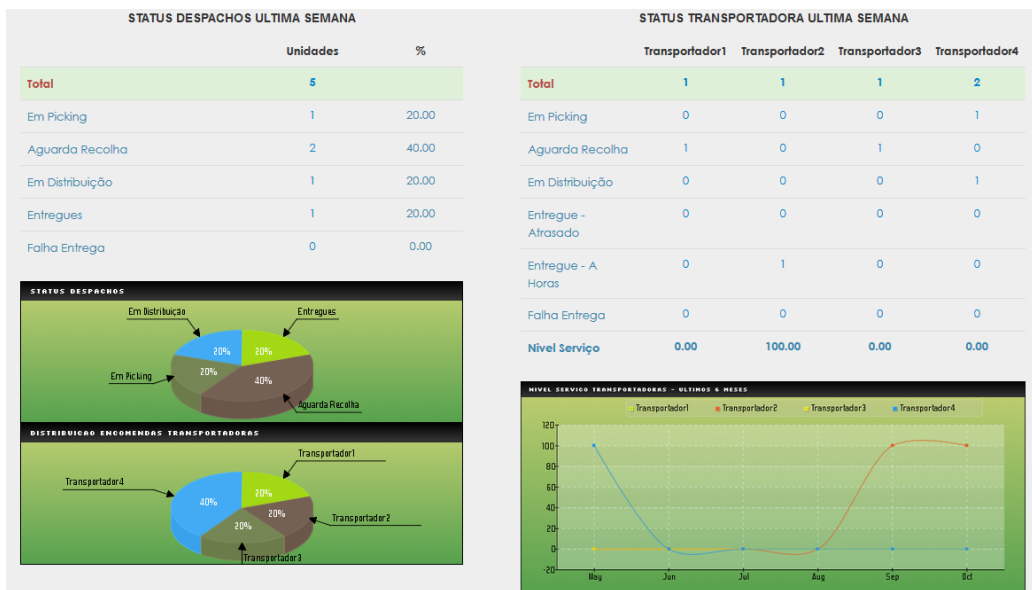 STATUS DESPACHOS ULTIMA SEMANA
Unidades %
Total 5
Em Picking 1 20.00
Aguarda Recolha 2 40.00
Em Distribuição 1 20.00
Entregues 1 20.00
Falha Entrega 0 0.00
STATUS DESPACHOS
Em Distribuição Entregues
20% 20%
Em Picking 20% 40%
Aguarda Recolha
DISTRIBUICAO ENCOMENDAS TRANSPORTADORAS
Transportador1
Transportador4
40% 20%
20% 20% Transportador2
Transportador3
STATUS TRANSPORTADORA ULTIMA SEMANA
Transportador1 Transportador2 Transportador3 Transportador4
Total 1 1 1 2
Em Picking 0 0 0 1
Aguarda Recolha 1 0 1 0
Em Distribuição 0 0 0 1
Entregue - 0 0 0 0
Atrasado
Entregue - A 0 1 0 0
Horas
Falha Entrega 0 0 0 0
Nivel Serviço 0.00 100.00 0.00 0.00
NIVEL SERVICO TRANSPORTADORAS - ULTIMOS 6 MESES
Transportador1 Transportador2 Transportador3 Transportador4
120
100
80
60
40
20
0
-20
May Jun Jul Aug Sep Oct